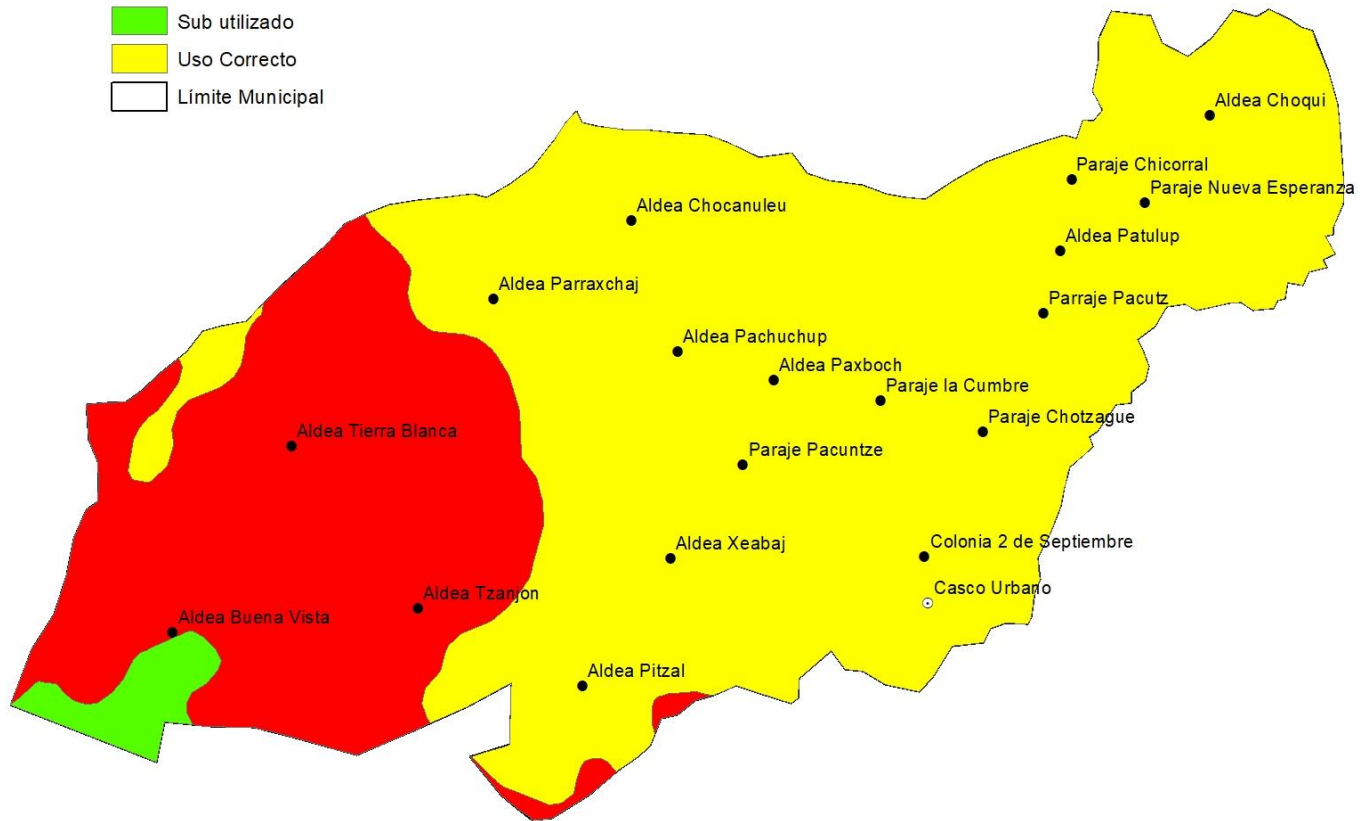 Sub utilizado
Uso Correcto
Límite Municipal
Aldea Choqui
Paraje Chicorral
Paraje Nueva Esperanza
Aldea Chocanuleu
Aldea Patulup
Aldea Parraxchaj
Parraje Pacutz
Aldea Pachuchup
Aldea Paxboch
Paraje la Cumbre
Paraje Chotzague
Aldea Tierra Blanca
Paraje Pacuntze
Aldea Xeabaj
Colonia 2 de Septiembre
Casco Urbano
Aldea Tzanjon
Aldea Buena Vista
Aldea Pitzal